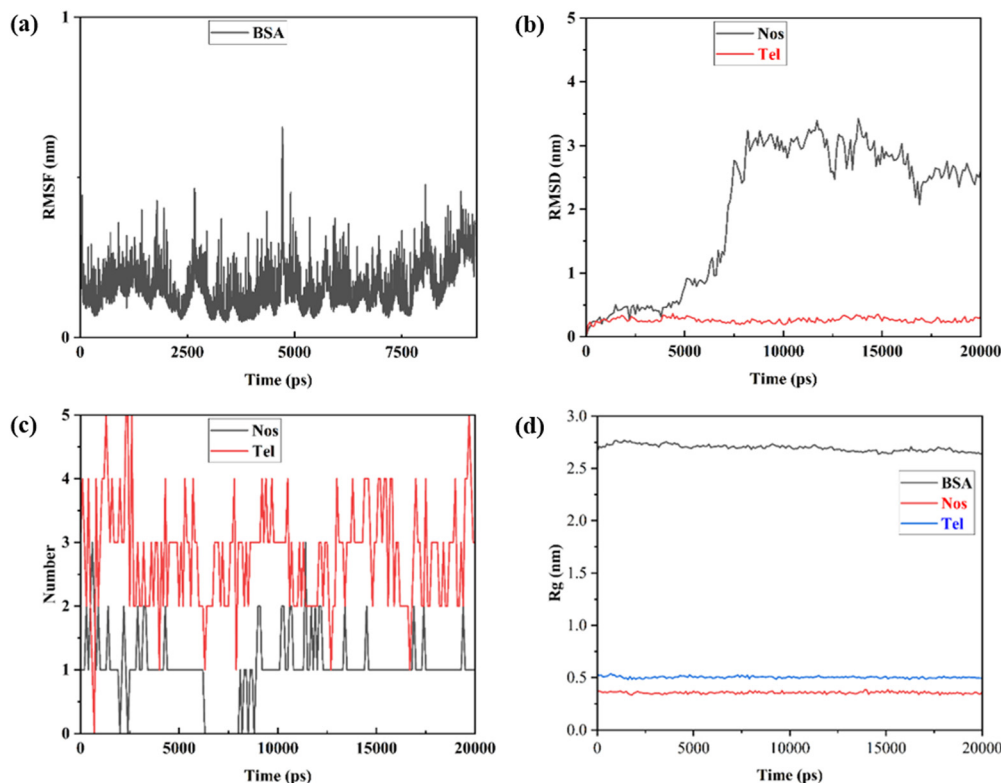 (a)
1
BSA
RMSF (nm)
0
0 2500 5000 7500
Time (ps)
(b)
5
Nos
Tel
4
3
RMSD (nm)
2
1
0
0 5000 10000 15000 20000
Time (ps)
(c)
5
Nos
Tel
4
3
Number
2
1
0
0 5000 10000 15000 20000
Time (ps)
(d)
3.0
2.5
BSA
Nos
Tel
2.0
Rg (nm)
1.5
1.0
0.5
0.0
0 5000 10000 15000 20000
Time (ps)